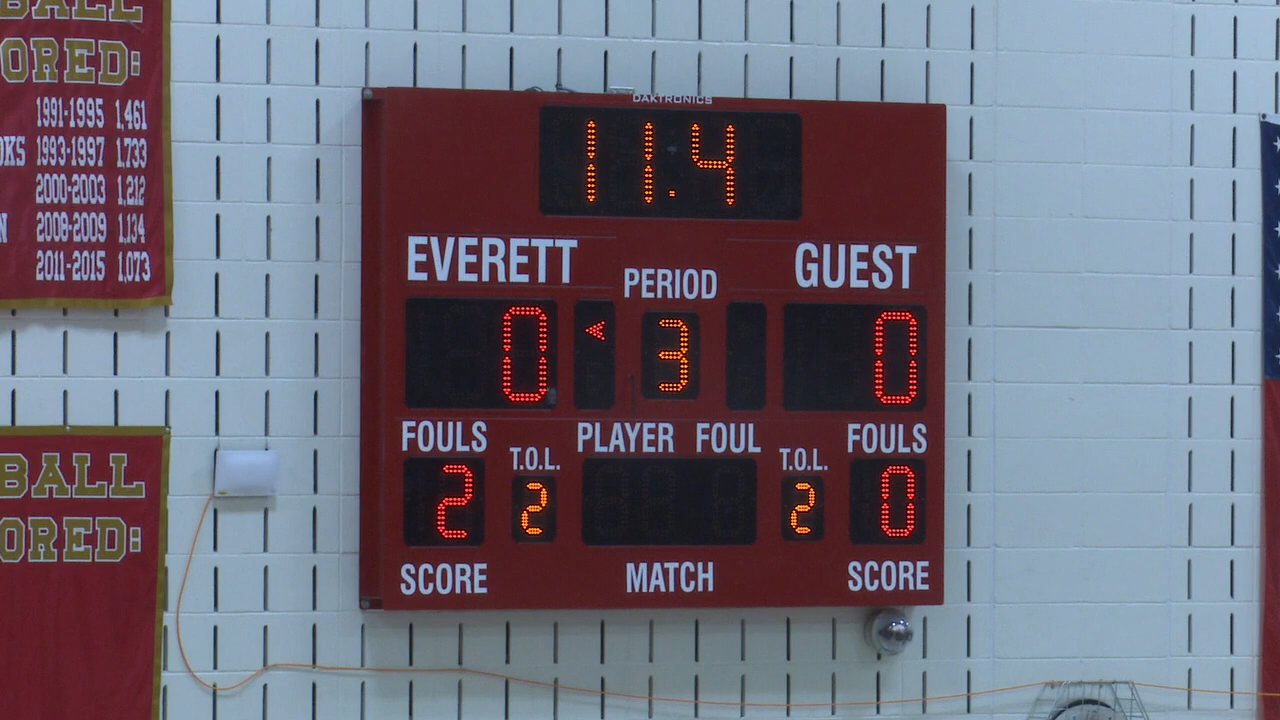 BALL
ORED:
1991-1995 1,461
OKS 1993-1997 1,733
2000-2003 1,212
N 2008-2009 1,134
2011-2015 1,073
BALL
ORED:
DAKTRONICS
11.4
EVERETT GUEST
PERIOD
0 3 0
FOULS PLAYER FOUL FOULS
T.O.L. T.O.L.
2 2 2 0
SCORE MATCH SCORE